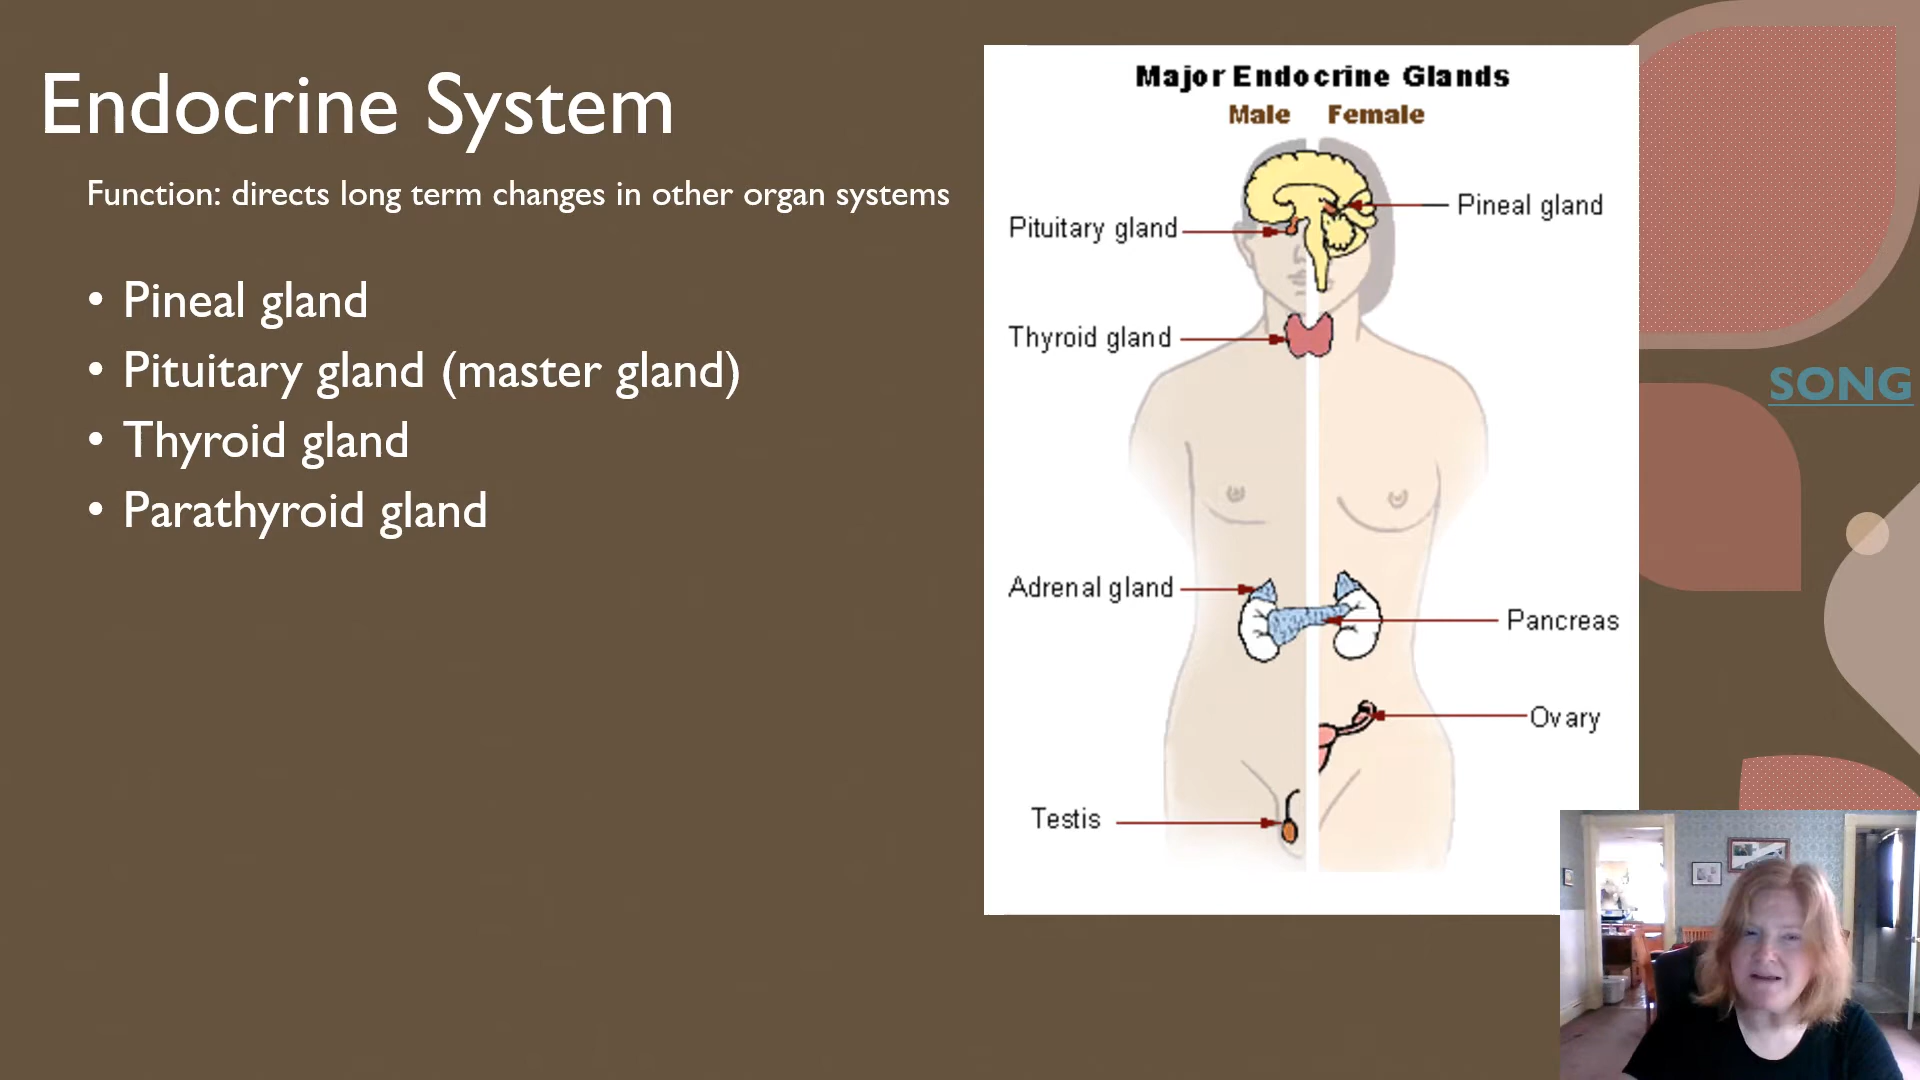 Endocrine System
Function: directs long term changes in other organ systems
• Pineal gland
• Pituitary gland (master gland)
• Thyroid gland
• Parathyroid gland
Major Endocrine Glands
Male Female
Pineal gland
Pituitary gland
Thyroid gland
Adrenal gland
Pancreas
Ovary
Testis
SONG